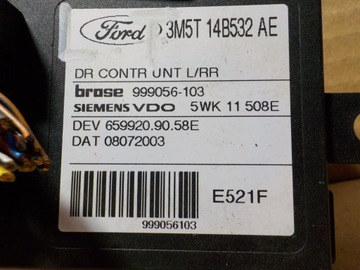 Ford 3M5T 14B532 AE
DR CONTR UNT L/RR
brose 999056-103
SIEMENS VDO 5WK 11 508E
DEV 659920.90.58E
DAT 08072003
E521F
999056103